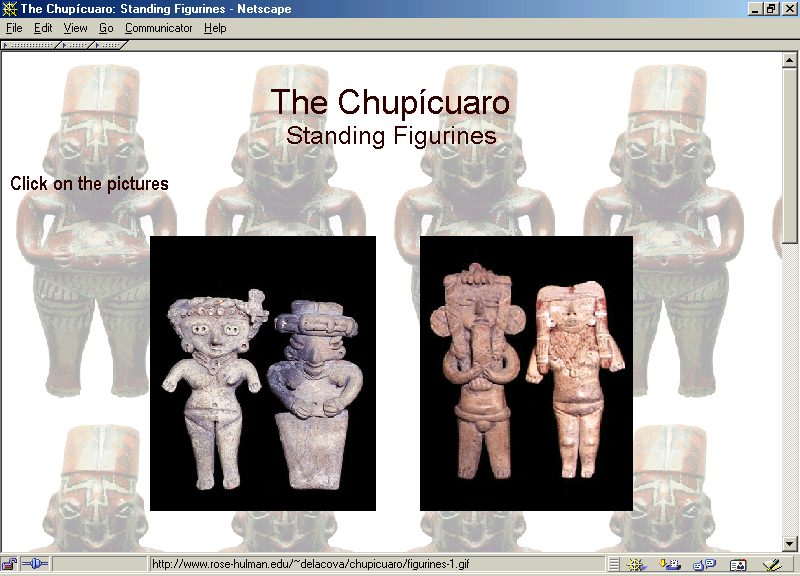 The Chupícuaro: Standing Figurines - Netscape
File Edit View Go Communicator Help
The Chupícuaro
Standing Figurines
Click on the pictures
http://www.rose-hulman.edu/~delacova/chupicuaro/figurines-1.gif